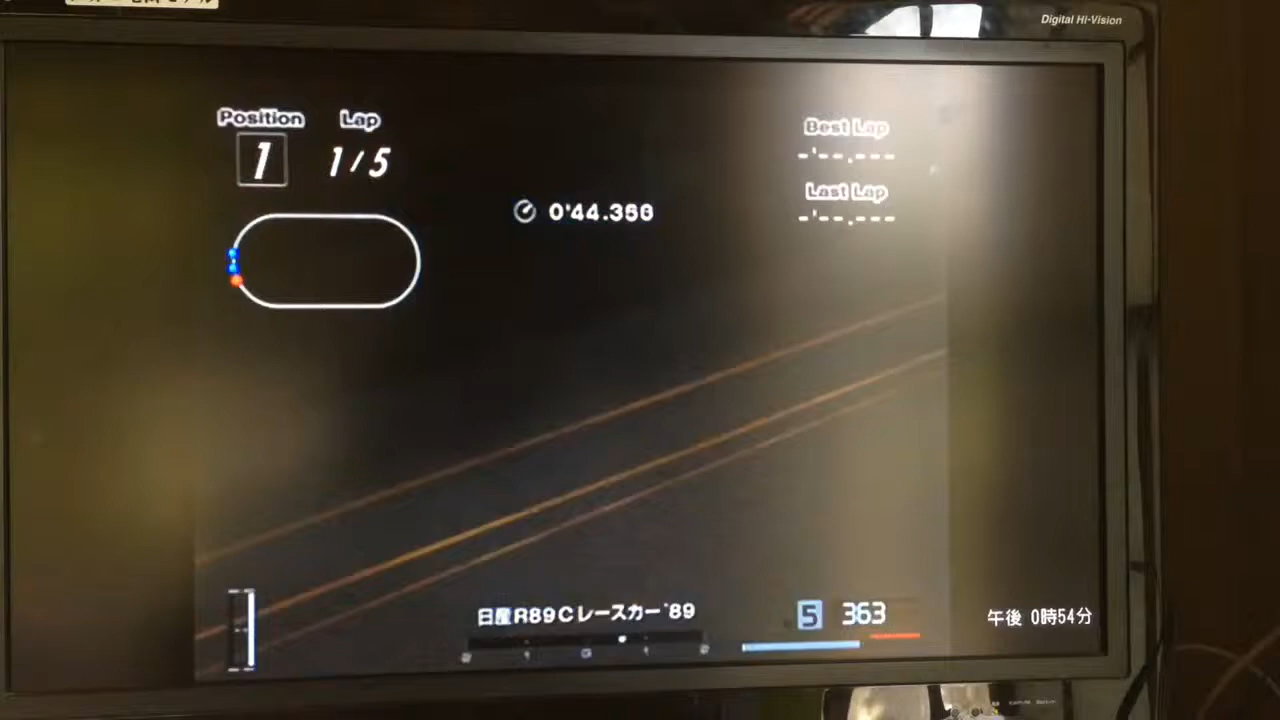 Digital Hi-Vision
Position
Lap
Best Lap
1
1/5
-'--.---
Last Lap
-'--.---
0'44.366
日産R89Cレースカー'89
5
363
午後 0時54分